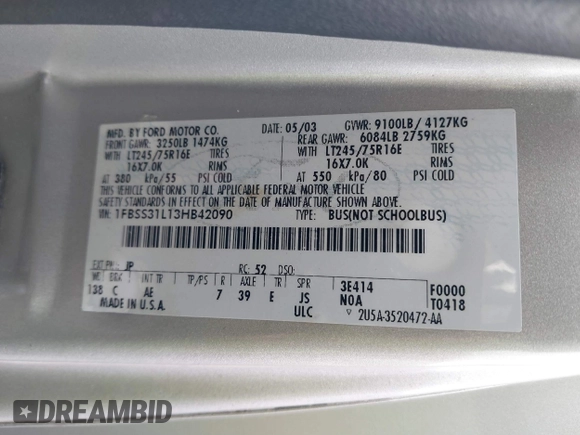 MFD. BY FORD MOTOR CO.
DATE: 05/03 GVWR: 9100LB/ 4127KG
FRONT GAWR: 3250LB 1474KG
REAR GAWR: 6084LB 2759KG
WITH LT245/75R16E TIRES
WITH LT245/75R16E TIRES
16X7.0K RIMS
16X7.0K RIMS
AT 380 kPa/55 PSI COLD
AT 550 kPa/80 PSI COLD
THIS VEHICLE CONFORMS TO ALL APPLICABLE FEDERAL MOTOR VEHICLE
SAFETY STANDARDS IN EFFECT ON THE DATE OF MANUFACTURE SHOWN ABOVE.
VIN: 1FBSS31L13HB42090 TYPE: BUS(NOT SCHOOLBUS)
EXT PNT: JP RC: 52 DSO:
WB BRK INT TR TP/PS R AXLE TR SPR
3E414 F0000
138 C AE 7 39 E JS
N0A T0418
MADE IN U.S.A. ULC
2U5A-3520472-AA
DREAMBID